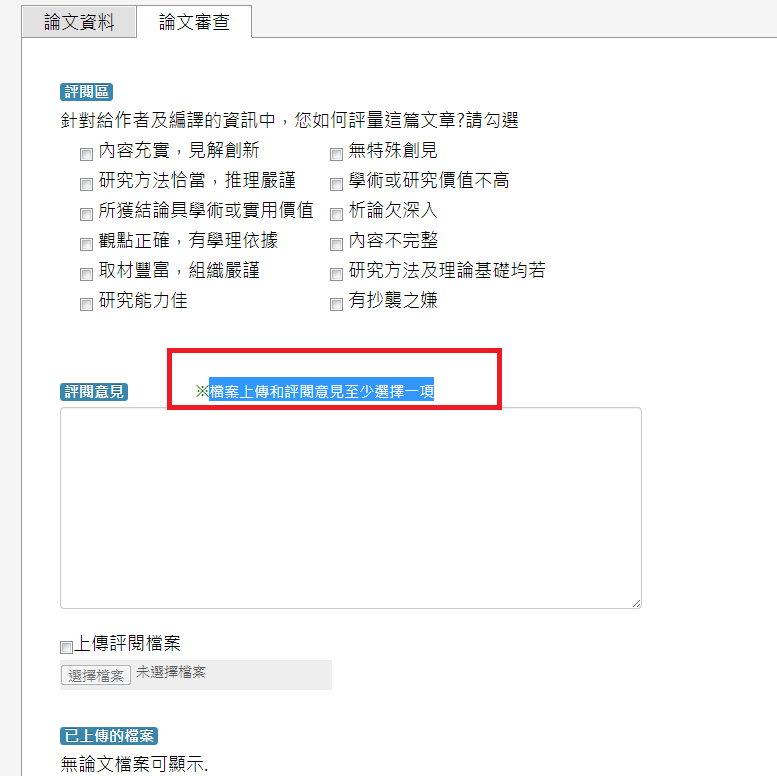 論文資料 論文審查
評閱區
針對給作者及編譯的資訊中，您如何評量這篇文章?請勾選
內容充實，見解創新 無特殊創見
研究方法恰當，推理嚴謹 學術或研究價值不高
所獲結論具學術或實用價值 析論欠深入
觀點正確，有學理依據 內容不完整
取材豐富，組織嚴謹 研究方法及理論基礎均若
研究能力佳 有抄襲之嫌
評閱意見 ※檔案上傳和評閱意見至少選擇一項
上傳評閱檔案
選擇檔案 未選擇檔案
已上傳的檔案
無論文檔案可顯示.